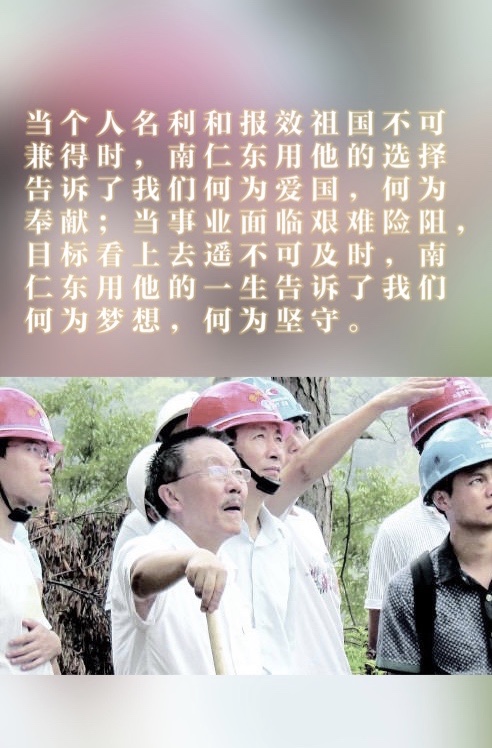 当个人名利和报效祖国不可
兼得时，南仁东用他的选择
告诉了我们何为爱国，何为
奉献；当事业面临艰难险阻，
目标看上去遥不可及时，南
仁东用他的一生告诉了我们
何为梦想，何为坚守。